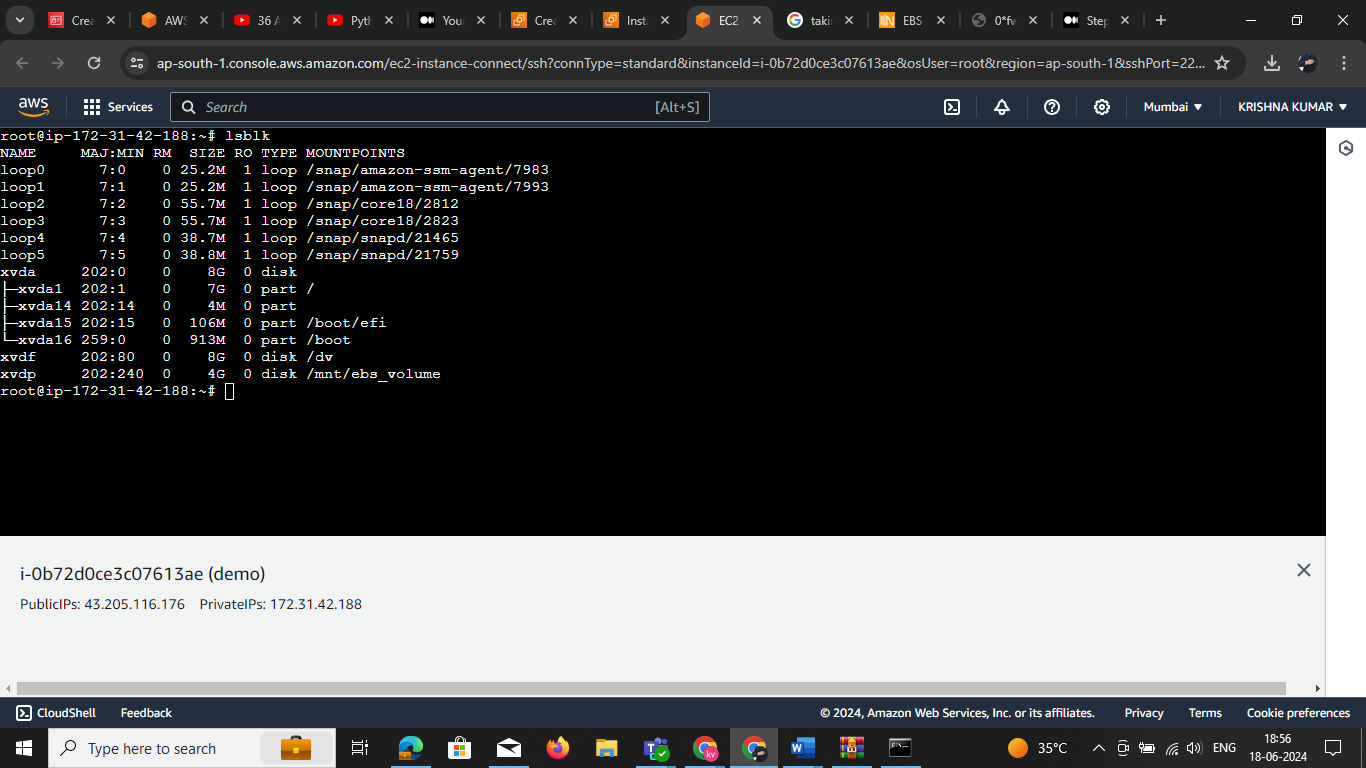 Crea
AWS
36 A
Pyth
Your
Crea
Inst
EC2
takin
EBS
0*fw
Step
ap-south-1.console.aws.amazon.com/ec2-instance-connect/ssh?connType=standard&instanceId=i-0b72d0ce3c07613ae&osUser=root&region=ap-south-1&sshPort=22...
aws
Services
Search
[Alt+S]
Mumbai
KRISHNA KUMAR
root@ip-172-31-42-188:~# lsblk
NAME MAJ:MIN RM SIZE RO TYPE MOUNTPOINTS
loop0 7:0 0 25.2M 1 loop /snap/amazon-ssm-agent/7983
loop1 7:1 0 25.2M 1 loop /snap/amazon-ssm-agent/7993
loop2 7:2 0 55.7M 1 loop /snap/core18/2812
loop3 7:3 0 55.7M 1 loop /snap/core18/2823
loop4 7:4 0 38.7M 1 loop /snap/snapd/21465
loop5 7:5 0 38.8M 1 loop /snap/snapd/21759
xvda 202:0 0 8G 0 disk
├─xvda1 202:1 0 7G 0 part /
├─xvda14 202:14 0 4M 0 part
├─xvda15 202:15 0 106M 0 part /boot/efi
└─xvda16 259:0 0 913M 0 part /boot
xvdf 202:80 0 8G 0 disk /dv
xvdp 202:240 0 4G 0 disk /mnt/ebs_volume
root@ip-172-31-42-188:~#
i-0b72d0ce3c07613ae (demo)
PublicIPs: 43.205.116.176 PrivateIPs: 172.31.42.188
CloudShell
Feedback
© 2024, Amazon Web Services, Inc. or its affiliates.
Privacy
Terms
Cookie preferences
Type here to search
kv
35°C
ENG
18:56
18-06-2024